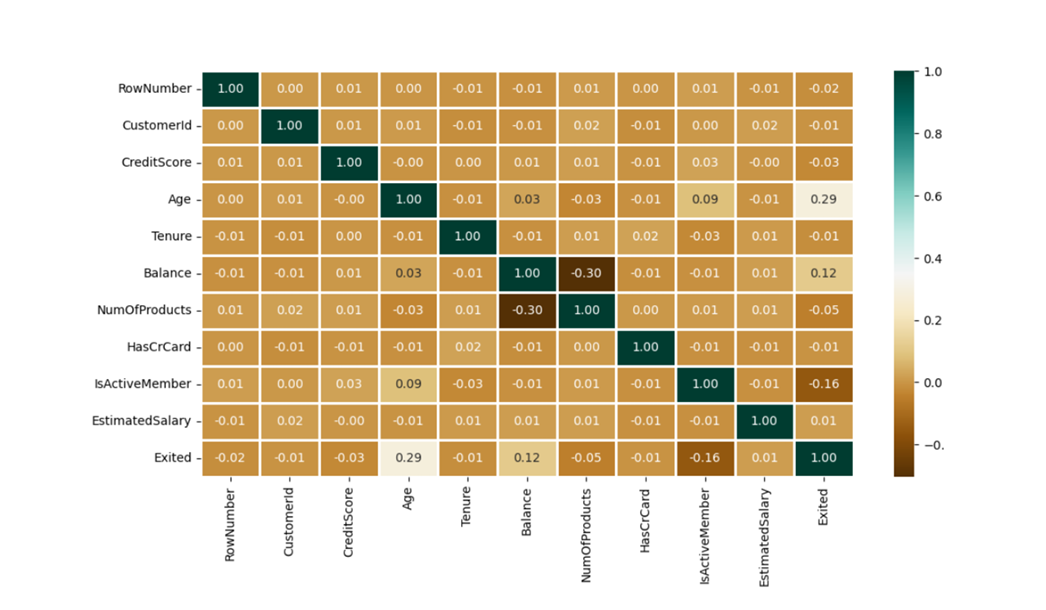 RowNumber 1.00 0.00 0.01 0.00 -0.01 -0.01 0.01 0.00 0.01 -0.01 -0.02
CustomerId 0.00 1.00 0.01 0.01 -0.01 -0.01 0.02 -0.01 0.00 0.02 -0.01
CreditScore 0.01 0.01 1.00 -0.00 0.00 0.01 0.01 -0.01 0.03 -0.00 -0.03
Age 0.00 0.01 -0.00 1.00 -0.01 0.03 -0.03 -0.01 0.09 -0.01 0.29
Tenure -0.01 -0.01 0.00 -0.01 1.00 -0.01 0.01 0.02 -0.03 0.01 -0.01
Balance -0.01 -0.01 0.01 0.03 -0.01 1.00 -0.30 -0.01 -0.01 0.01 0.12
NumOfProducts 0.01 0.02 0.01 -0.03 0.01 -0.30 1.00 0.00 0.01 0.01 -0.05
HasCrCard 0.00 -0.01 -0.01 -0.01 0.02 -0.01 0.00 1.00 -0.01 -0.01 -0.01
IsActiveMember 0.01 0.00 0.03 0.09 -0.03 -0.01 0.01 -0.01 1.00 -0.01 -0.16
EstimatedSalary -0.01 0.02 -0.00 -0.01 0.01 0.01 0.01 -0.01 -0.01 1.00 0.01
Exited -0.02 -0.01 -0.03 0.29 -0.01 0.12 -0.05 -0.01 -0.16 0.01 1.00
RowNumber
CustomerId
CreditScore
Age
Tenure
Balance
NumOfProducts
HasCrCard
IsActiveMember
EstimatedSalary
Exited
1.0
0.8
0.6
0.4
0.2
0.0
−0.